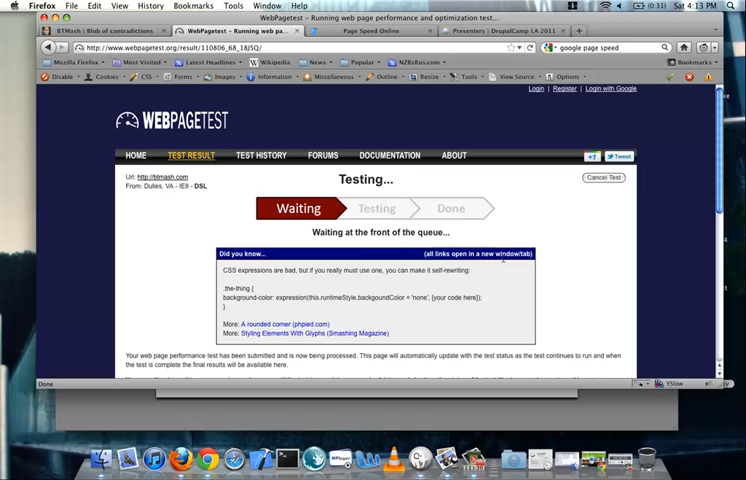 Firefox File Edit View History Bookmarks Tools Window Help (0:31) Sat 4:13 PM
WebPagetest - Running web page performance and optimization test...
BTMash | Blog of contradictions WebPagetest - Running web pa... Page Speed Online Presenters | DrupalCamp LA 2011
http://www.webpagetest.org/result/110806_68_18JSQ/ google page speed
Mozilla Firefox Most Visited Latest Headlines Wikipedia News Popular NZBsRus.com Bookmarks
Disable Cookies CSS Forms Images Information Miscellaneous Outline Resize Tools View Source Options
Login | Register | Login with Google
WEBPAGETEST
HOME TEST RESULT TEST HISTORY FORUMS DOCUMENTATION ABOUT +1 Tweet
Url: http://btmash.com
From: Dulles, VA - IE8 - DSL
Testing...
Cancel Test
Waiting Testing Done
Waiting at the front of the queue...
Did you know... (all links open in a new window/tab)
CSS expressions are bad, but if you really must use one, you can make it self-rewriting:
.the-thing {
background-color: expression(this.runtimeStyle.backgoundColor = 'none', [your code here]);
}
More: A rounded corner (phpied.com)
More: Styling Elements With Glyphs (Smashing Magazine)
Your web page performance test has been submitted and is now being processed. This page will automatically update with the test status as the test continues to run and when
the test is complete the final results will be available here.
Done YSlow